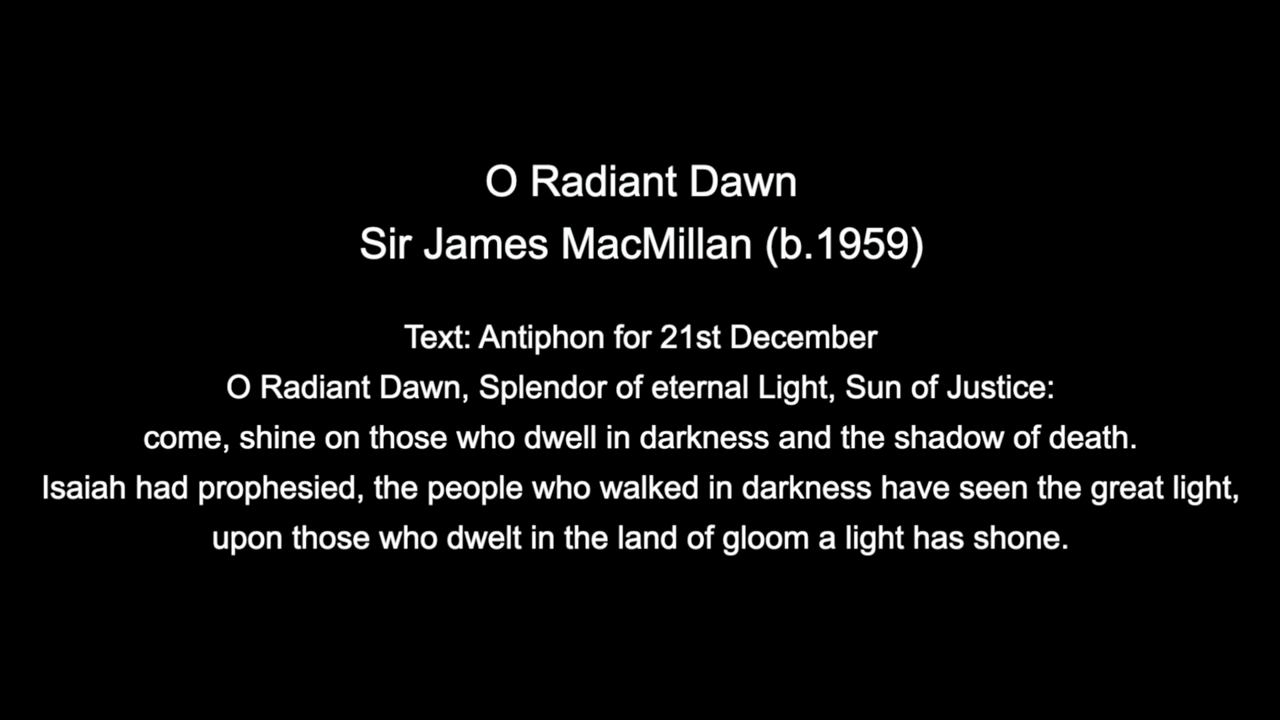 O Radiant Dawn
Sir James MacMillan (b.1959)
Text: Antiphon for 21st December
O Radiant Dawn, Splendor of eternal Light, Sun of Justice:
come, shine on those who dwell in darkness and the shadow of death.
Isaiah had prophesied, the people who walked in darkness have seen the great light,
upon those who dwelt in the land of gloom a light has shone.